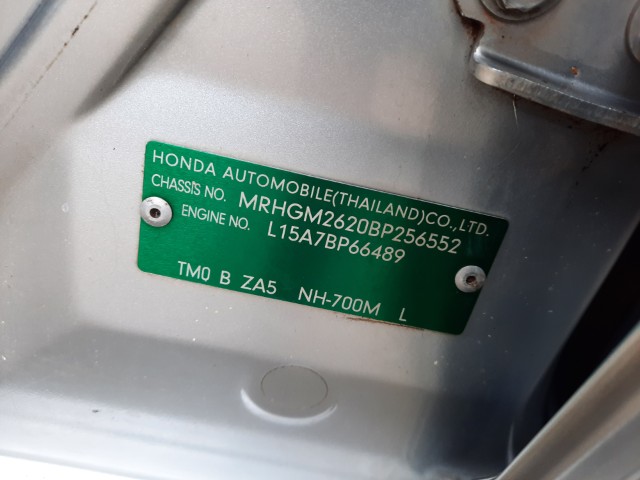 HONDA AUTOMOBILE(THAILAND)CO.,LTD.
CHASSIS NO. MRHGM2620BP256552
ENGINE NO. L15A7BP66489
TM0 B ZA5 NH-700M L